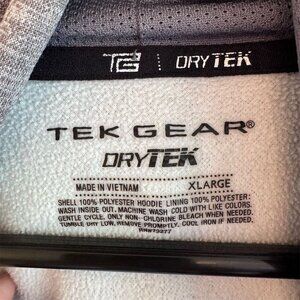 TG DRYTEK
TEK GEAR®
DRYTEK
MADE IN VIETNAM XLARGE
SHELL 100% POLYESTER HOODIE LINING 100% POLYESTER:
WASH INSIDE OUT. MACHINE WASH COLD WITH LIKE COLORS.
GENTLE CYCLE, ONLY NON- CHLORINE BLEACH WHEN NEEDED.
TUMBLE DRY LOW, REMOVE PROMPTLY. COOL IRON IF NEEDED.